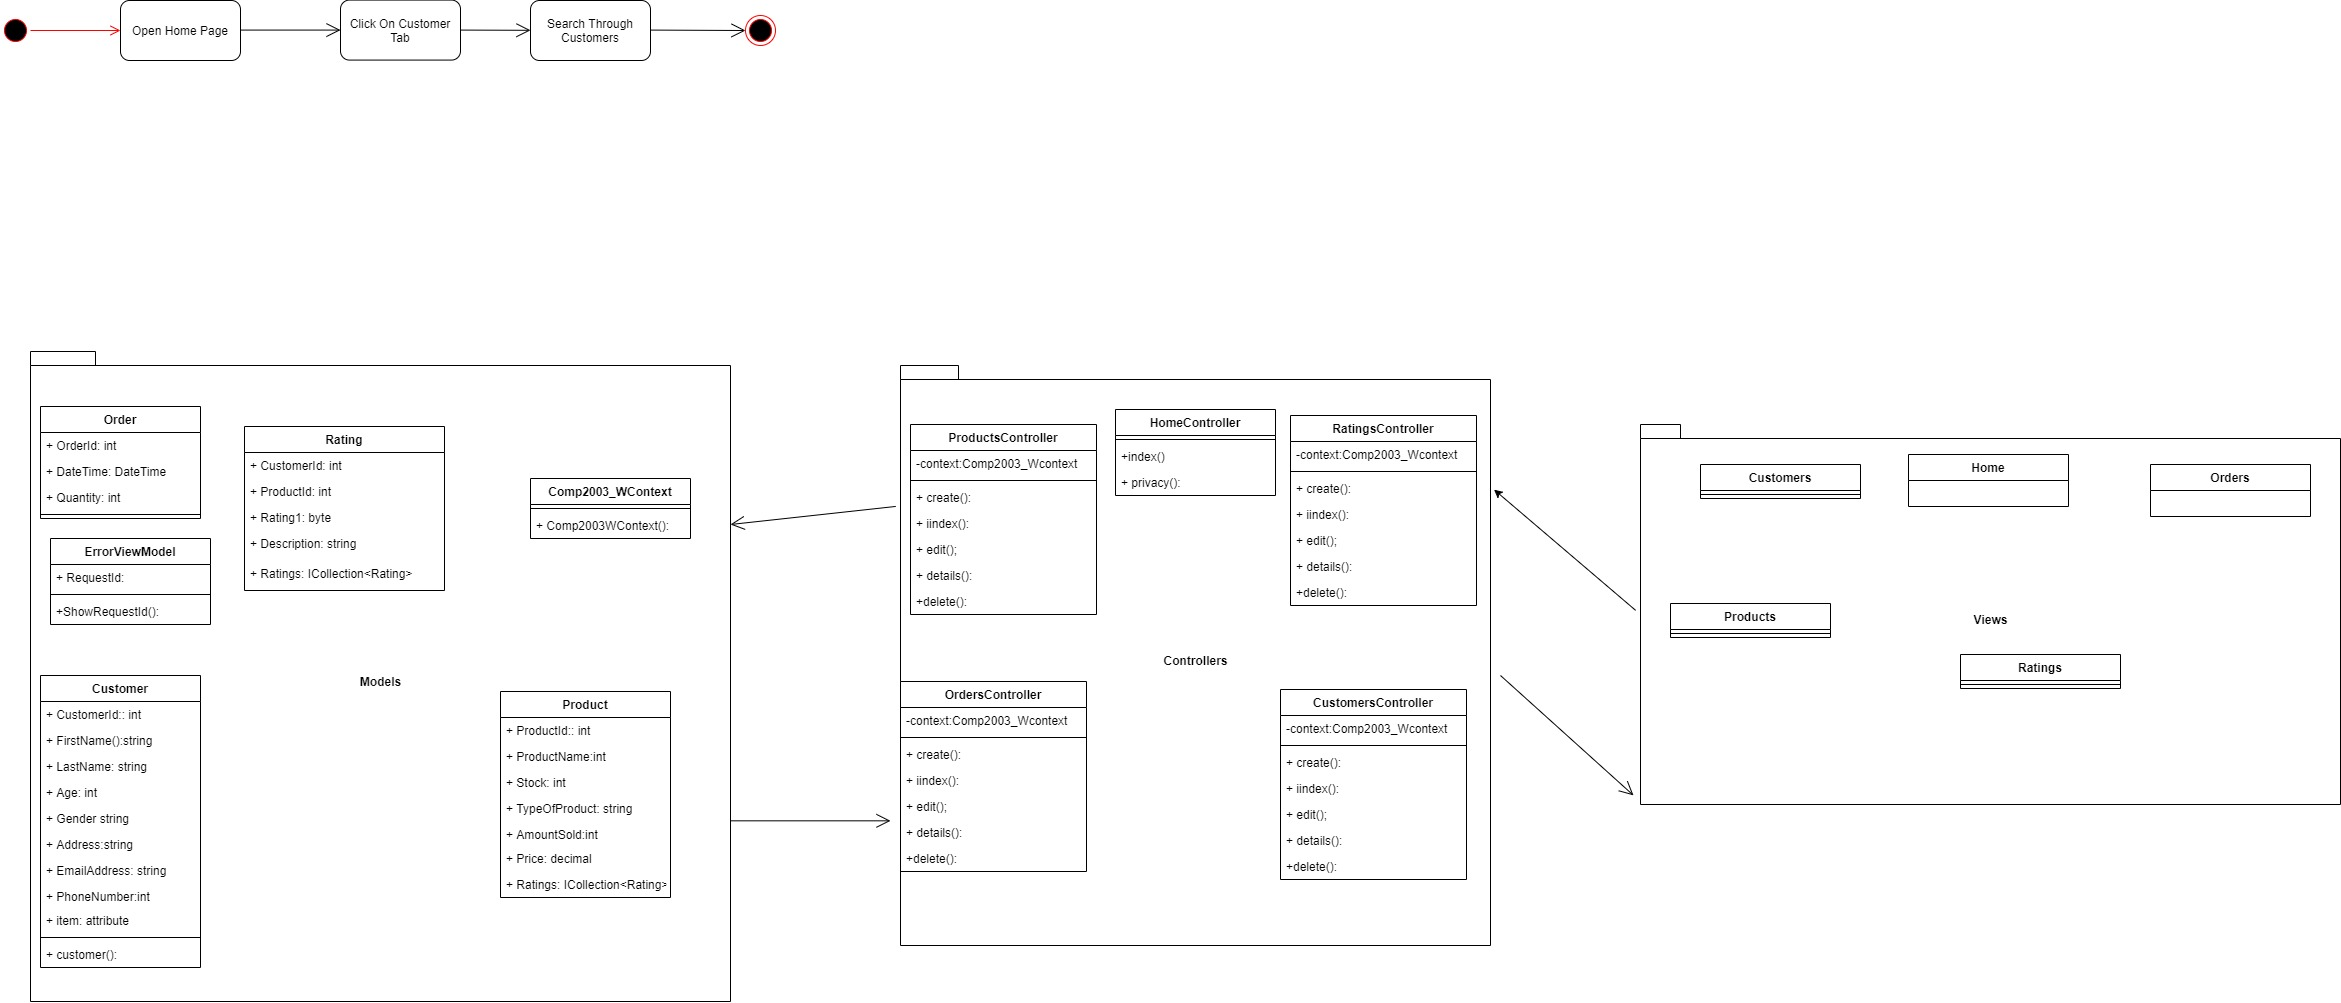 Open Home Page
Click On Customer
Tab
Search Through
Customers
Order
+ OrderId: int
+ DateTime: DateTime
+ Quantity: int
ErrorViewModel
+ RequestId:
+ShowRequestId():
Rating
+ CustomerId: int
+ ProductId: int
+ Rating1: byte
+ Description: string
+ Ratings: ICollection<Rating>
Comp2003_WContext
+ Comp2003WContext():
Models
Customer
+ CustomerId:: int
+ FirstName():string
+ LastName: string
+ Age: int
+ Gender string
+ Address:string
+ EmailAddress: string
+ PhoneNumber:int
+ item: attribute
+ customer():
Product
+ ProductId:: int
+ ProductName:int
+ Stock: int
+ TypeOfProduct: string
+ AmountSold:int
+ Price: decimal
+ Ratings: ICollection<Rating>
ProductsController
-context:Comp2003_Wcontext
+ create():
+ iindex():
+ edit();
+ details():
+delete():
HomeController
+index()
+ privacy():
RatingsController
-context:Comp2003_Wcontext
+ create():
+ iindex():
+ edit();
+ details():
+delete():
Controllers
OrdersController
-context:Comp2003_Wcontext
+ create():
+ iindex():
+ edit();
+ details():
+delete():
CustomersController
-context:Comp2003_Wcontext
+ create():
+ iindex():
+ edit();
+ details():
+delete():
Customers
Home
Orders
Products
Views
Ratings